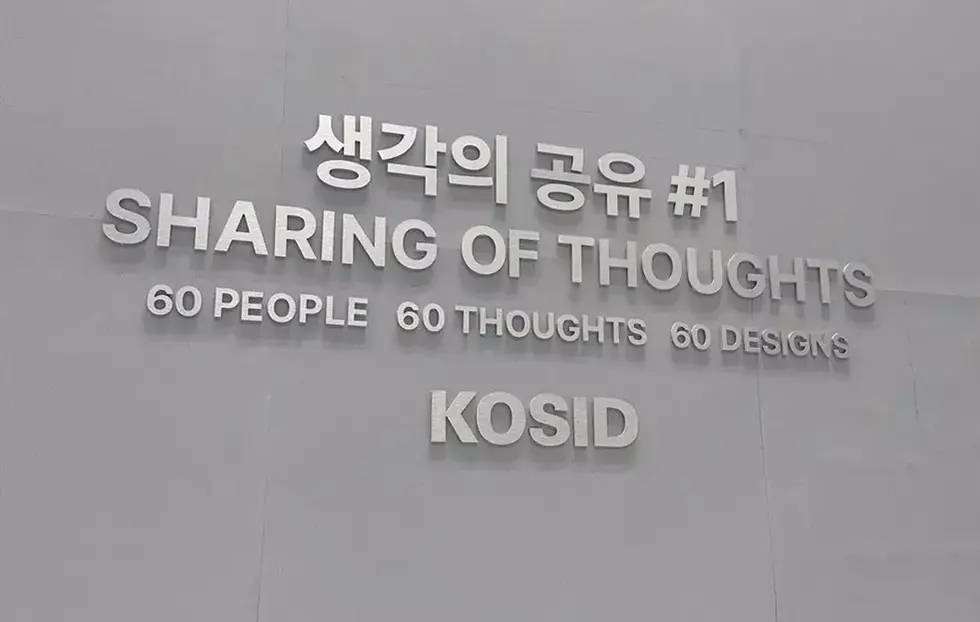 생각의 공유 #1
SHARING OF THOUGHTS
60 PEOPLE 60 THOUGHTS 60 DESIGNS
KOSID